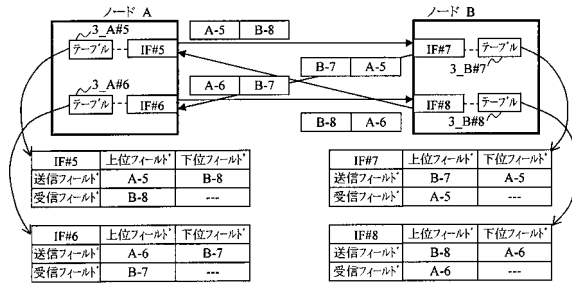 ノード A
ノード B
3_A#5
A-5 B-8
テーブル IF#5
IF#7 テーブル
B-7 A-5
3_B#7
3_A#6
A-6 B-7
テーブル IF#6
IF#8 テーブル
B-8 A-6
3_B#8
IF#5 上位フィールド 下位フィールド
送信フィールド A-5 B-8
受信フィールド B-8 ---
IF#7 上位フィールド 下位フィールド
送信フィールド B-7 A-5
受信フィールド A-5 ---
IF#6 上位フィールド 下位フィールド
送信フィールド A-6 B-7
受信フィールド B-7 ---
IF#8 上位フィールド 下位フィールド
送信フィールド B-8 A-6
受信フィールド A-6 ---